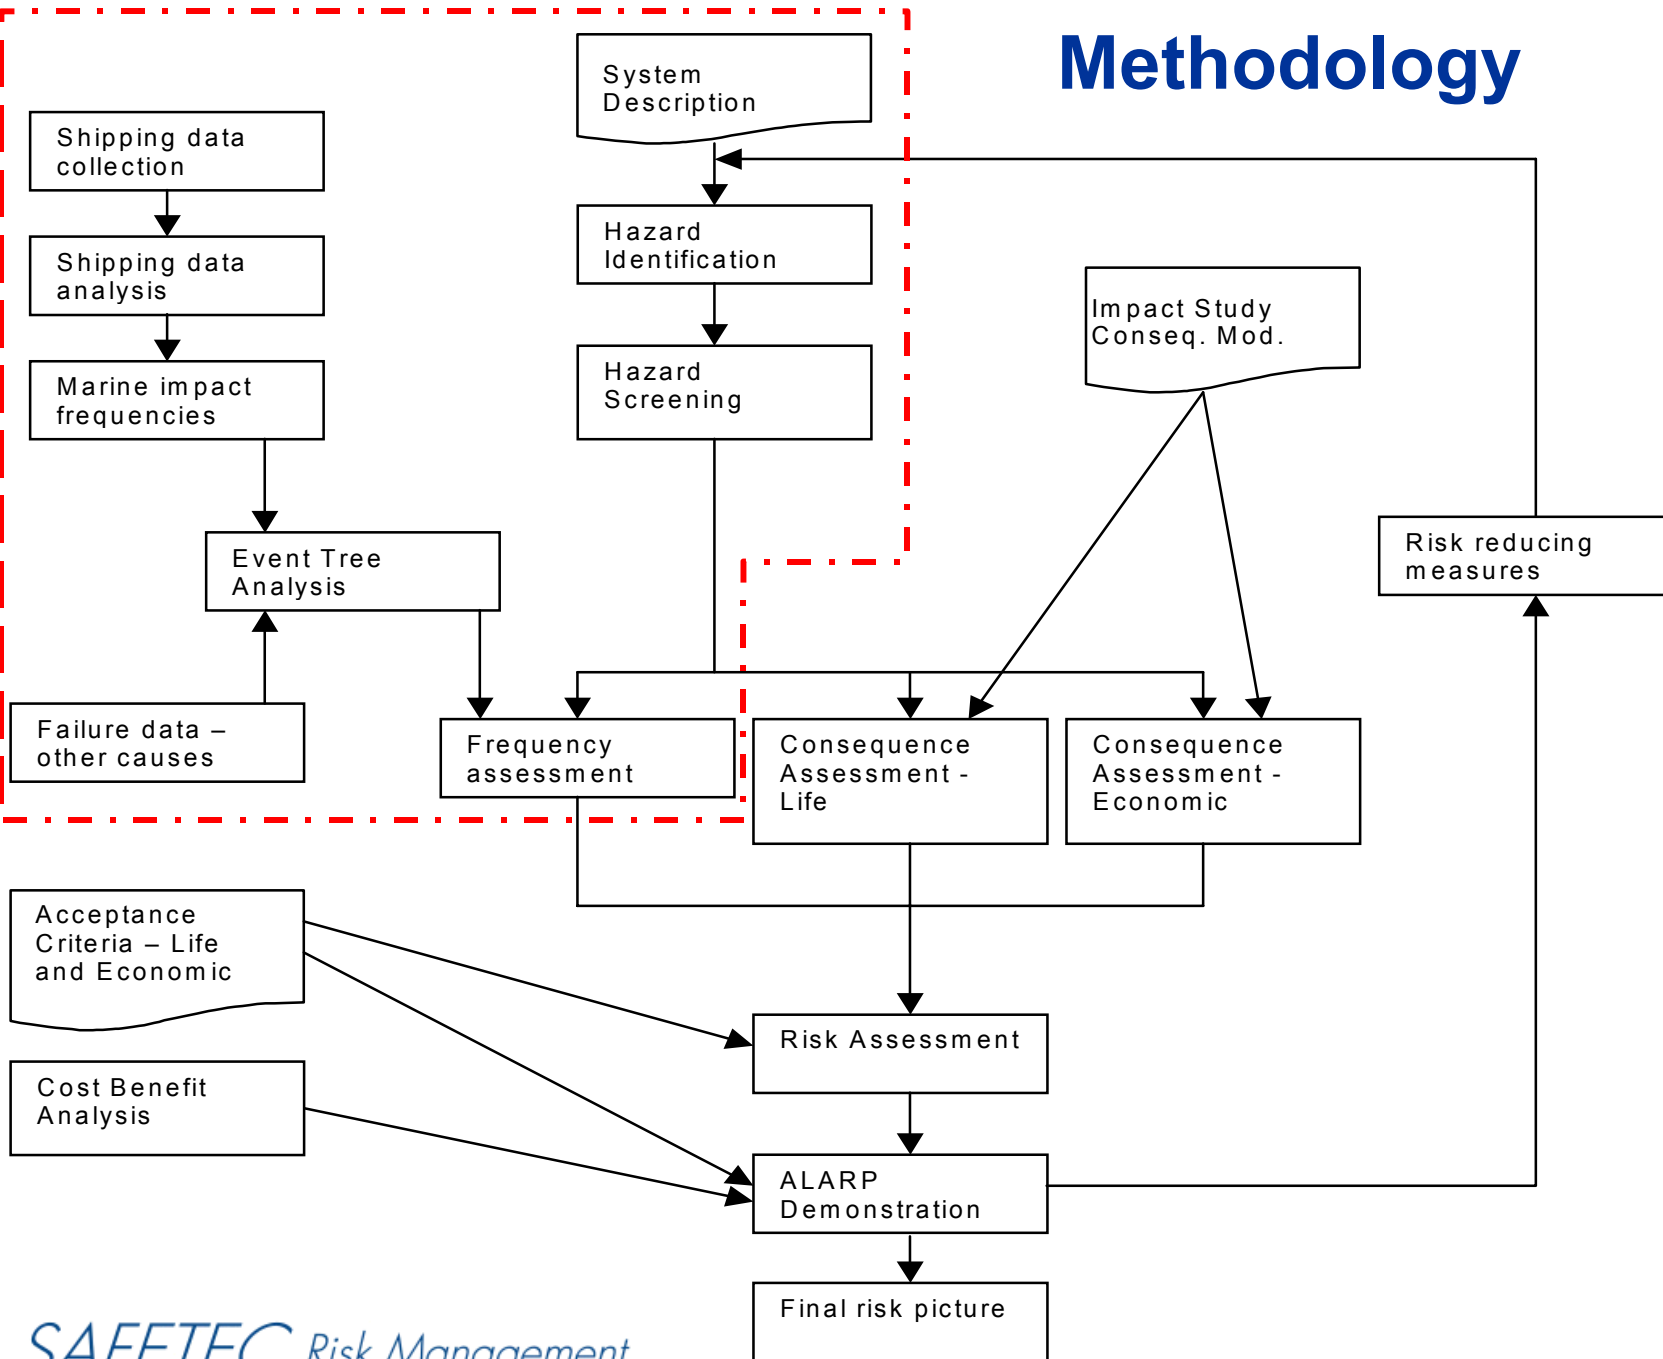 Methodology
System
Description
Shipping data
collection
Shipping data
analysis
Marine impact
frequencies
Hazard
Identification
Hazard
Screening
Impact Study
Conseq. Mod.
Event Tree
Analysis
Risk reducing
measures
Failure data –
other causes
Frequency
assessment
Consequence
Assessment -
Life
Consequence
Assessment -
Economic
Acceptance
Criteria – Life
and Economic
Risk Assessment
Cost Benefit
Analysis
ALARP
Demonstration
Final risk picture
SAFETEC Risk Management